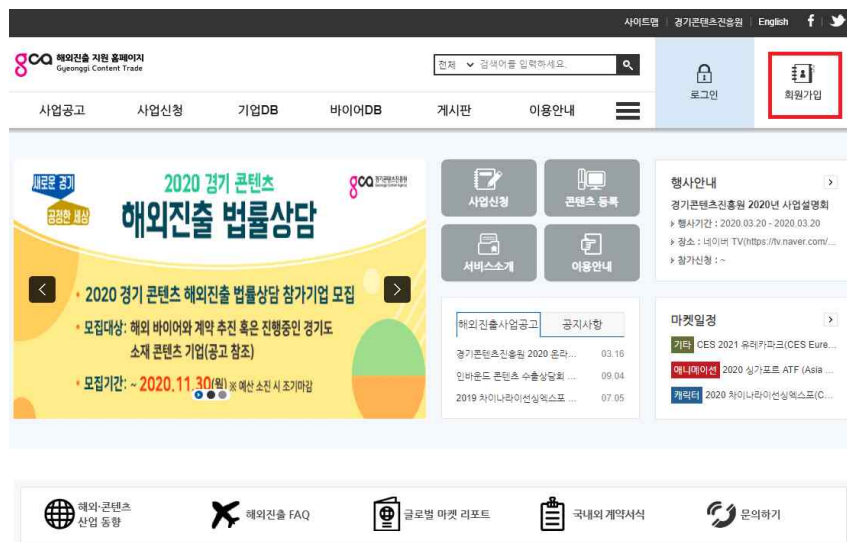 사이트맵 경기콘텐츠진흥원 English
gca 해외진출 지원 홈페이지
Gyeonggi Content Trade
전체 검색어를 입력하세요.
로그인
회원가입
사업공고 사업신청 기업DB 바이어DB 게시판 이용안내
새로운 경기
공정한 세상
2020 경기 콘텐츠
해외진출 법률상담
gca 경기콘텐츠진흥원
• 2020 경기 콘텐츠 해외진출 법률상담 참가기업 모집
• 모집대상: 해외 바이어와 계약 추진 혹은 진행중인 경기도
소재 콘텐츠 기업(공고 참조)
• 모집기간: ~ 2020.11.30(월) ※ 예산 소진 시 조기마감
사업신청
콘텐츠 등록
서비스소개
이용안내
해외진출사업공고 공지사항
경기콘텐츠진흥원 2020 온라... 03.16
인바운드 콘텐츠 수출상담회 ... 09.04
2019 차이나라이선싱엑스포 ... 07.05
행사안내
경기콘텐츠진흥원 2020년 사업설명회
행사기간 : 2020.03.20 - 2020.03.20
장소 : 네이버 TV(https://tv.naver.com/...
참가신청 : ~
마켓일정
기타 CES 2021 유레카파크(CES Eure...
애니메이션 2020 싱가포르 ATF (Asia ...
캐릭터 2020 차이나라이선싱엑스포(C...
해외·콘텐츠
산업 동향
해외진출 FAQ
글로벌 마켓 리포트
국내외 계약서식
문의하기